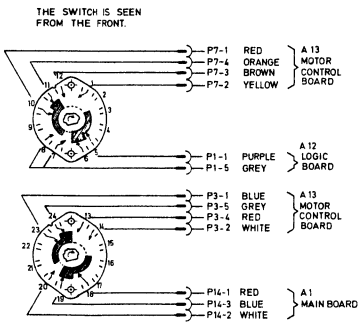 THE SWITCH IS SEEN
FROM THE FRONT.
P7-1 RED A 13
P7-4 ORANGE MOTOR
P7-3 BROWN CONTROL
P7-2 YELLOW BOARD
12 1
11 2
10 3
9 4
8 7 6 5
P1-1 PURPLE A12 LOGIC
P1-5 GREY BOARD
P3-1 BLUE A 13
P3-5 GREY MOTOR
P3-4 RED CONTROL
P3-2 WHITE BOARD
24 13
23 14
22 15
21 16
20 19 18 17
P14-1 RED A 1
P14-3 BLUE MAIN BOARD
P14-2 WHITE